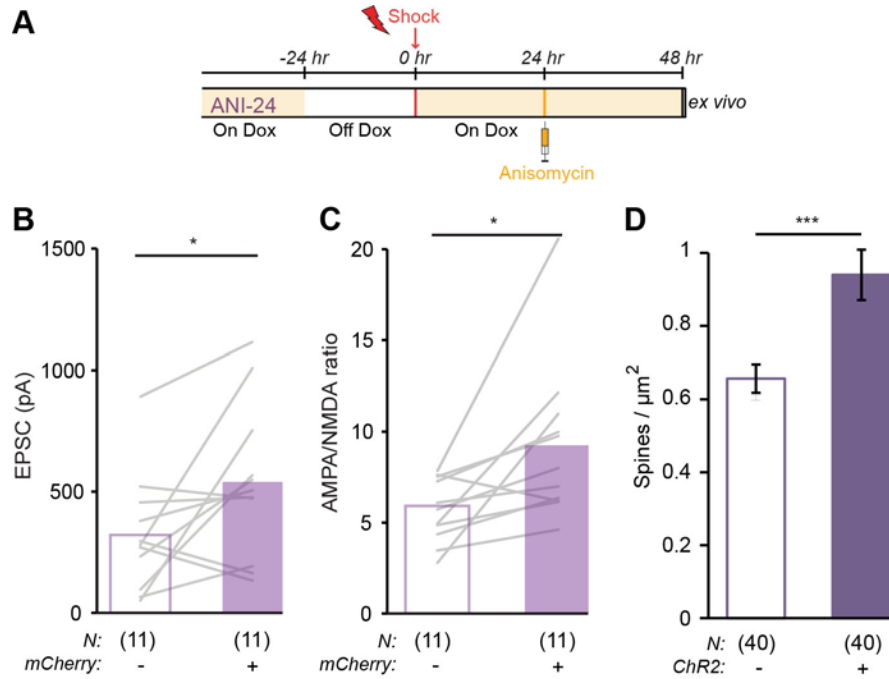 A
Shock
-24 hr 0 hr 24 hr 48 hr
ANI-24
ex vivo
On Dox Off Dox On Dox
Anisomycin
B
*
1500
1000
500
0
EPSC (pA)
N: (11) (11)
mCherry: - +
C
*
20
15
10
5
0
AMPA/NMDA ratio
(11) (11)
mCherry: - +
D
***
1
0.8
0.6
0.4
0.2
0
Spines / µm²
N: (40) (40)
ChR2: - +